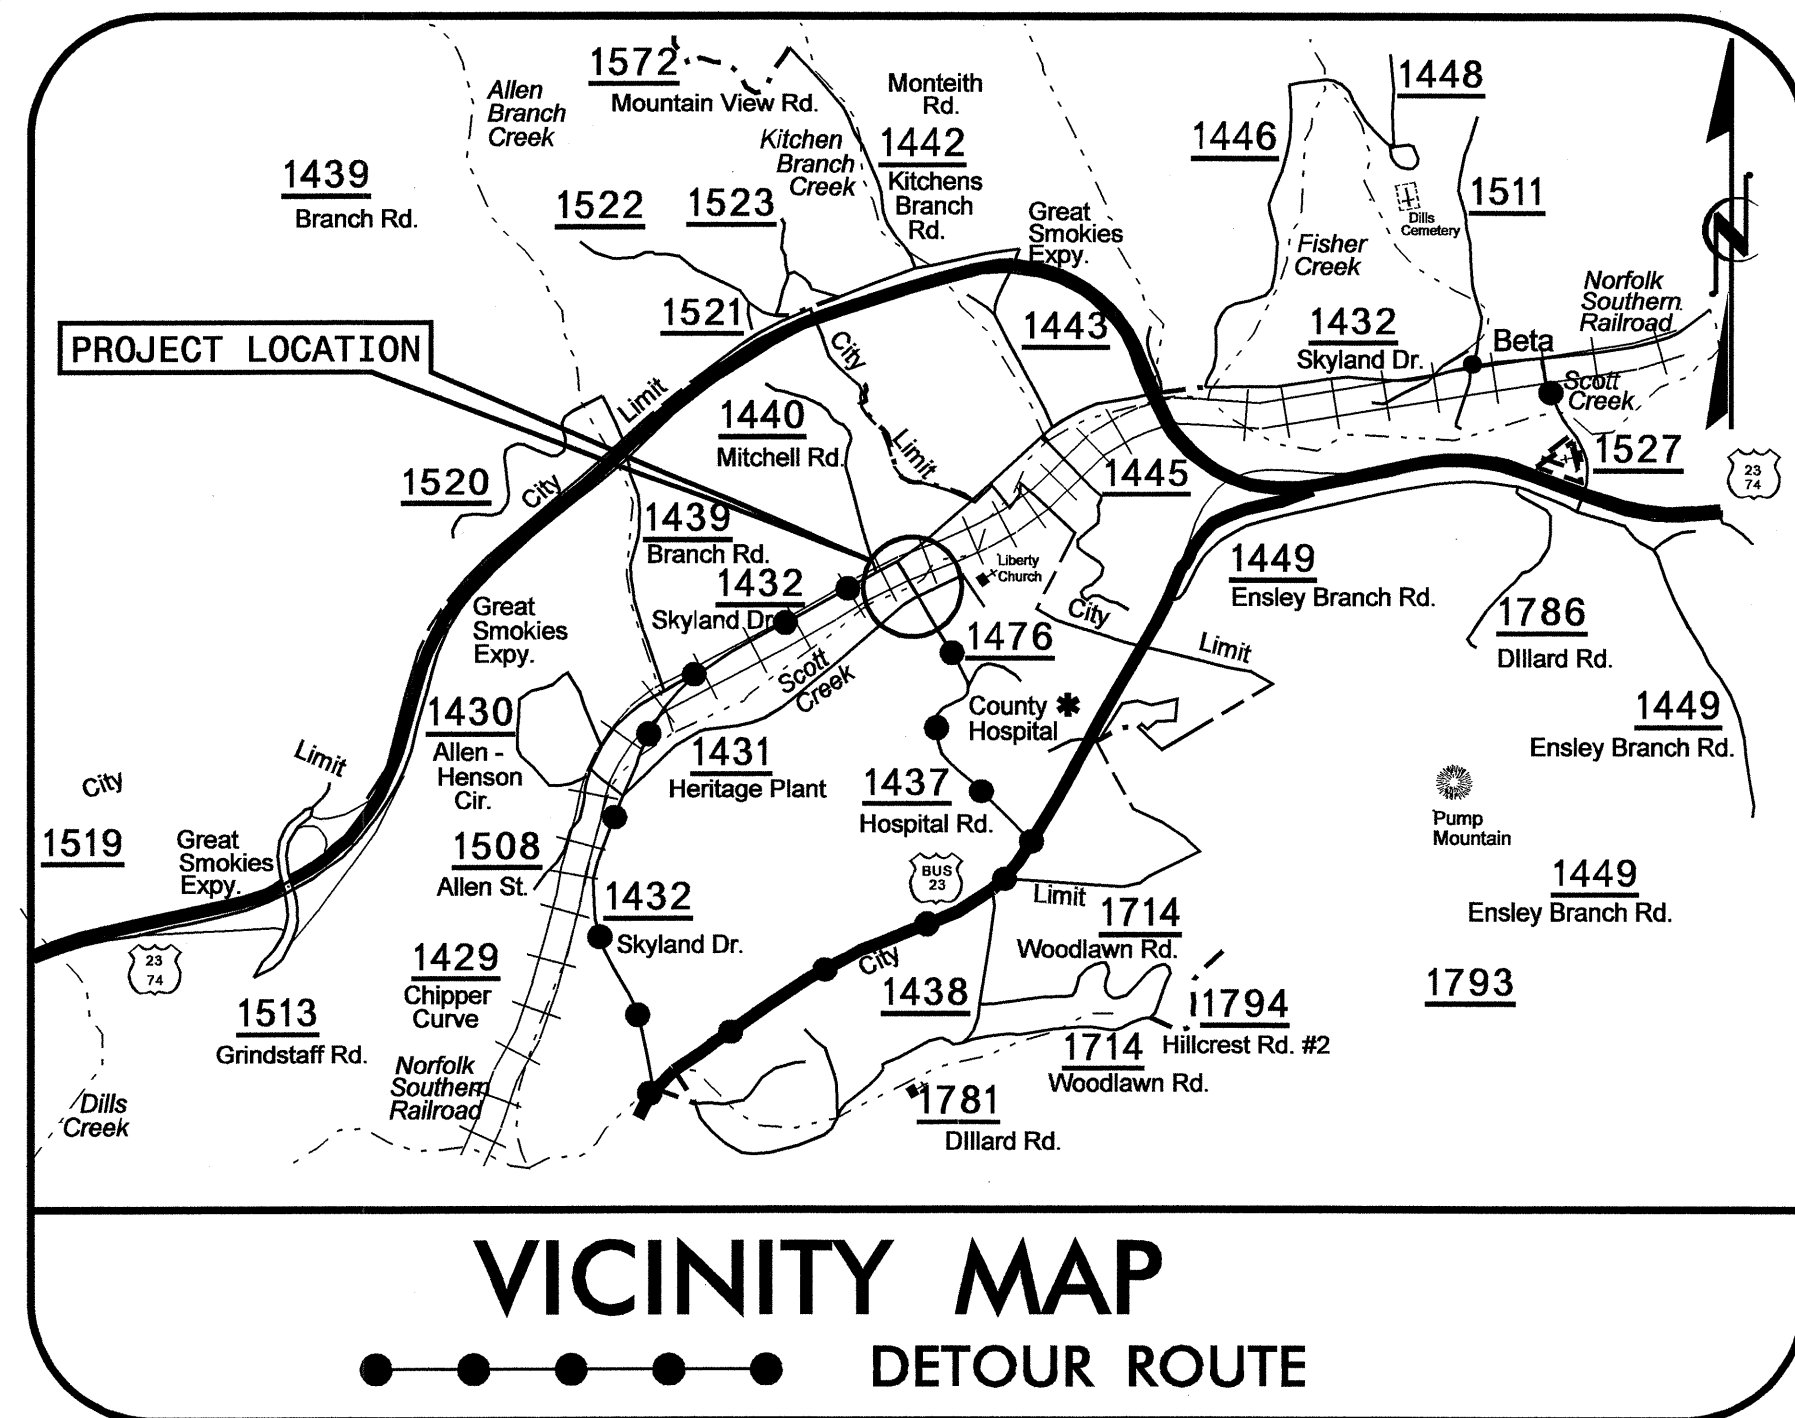 1572
Mountain View Rd.
Allen
Branch
Creek
Monteith
Rd.
1442
Kitchens
Branch
Rd.
Kitchen
Branch
Creek
1448
1446
1439
Branch Rd.
1522
1523
Great
Smokies
Expy.
1511
Dills
Cemetery
Fisher
Creek
Norfolk
Southern
Railroad
N
1521
1443
1432
Skyland Dr.
Beta
PROJECT LOCATION
City
Limit
1440
Mitchell Rd.
Limit
Scott
Creek
1520
City
1445
1527
23
74
1439
Branch Rd.
Liberty
Church
1449
Ensley Branch Rd.
1432
Skyland Dr.
Great
Smokies
Expy.
City
Limit
1786
DIllard Rd.
1476
Scott
Creek
County
Hospital
1430
Allen -
Henson
Cir.
1449
Ensley Branch Rd.
Limit
City
1431
Heritage Plant
1437
Hospital Rd.
Pump
Mountain
1519
Great
Smokies
Expy.
1508
Allen St.
BUS
23
1432
Skyland Dr.
Limit
1714
Woodlawn Rd.
1449
Ensley Branch Rd.
23
74
1429
Chipper
Curve
City
1438
1793
1513
Grindstaff Rd.
1794
Hillcrest Rd. #2
1714
Woodlawn Rd.
Norfolk
Southern
Railroad
Dills
Creek
1781
DIllard Rd.
VICINITY MAP
DETOUR ROUTE